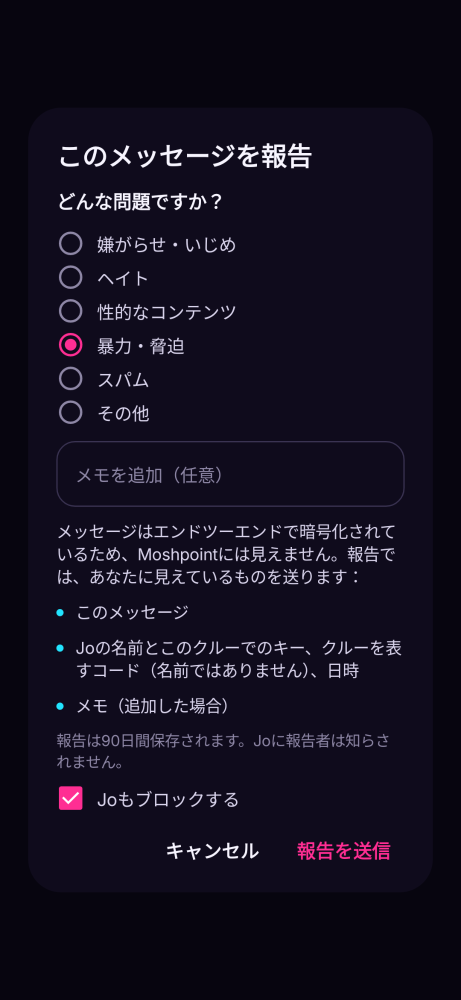 このメッセージを報告
どんな問題ですか？
嫌がらせ・いじめ
ヘイト
性的なコンテンツ
暴力・脅迫
スパム
その他
メモを追加（任意）
メッセージはエンドツーエンドで暗号化されて
いるため、Moshpointには見えません。報告で
は、あなたに見えているものを送ります：
このメッセージ
Joの名前とこのクルーでのキー、クルーを表
すコード（名前ではありません）、日時
メモ（追加した場合）
報告は90日間保存されます。Joに報告者は知らさ
れません。
Joもブロックする
キャンセル
報告を送信